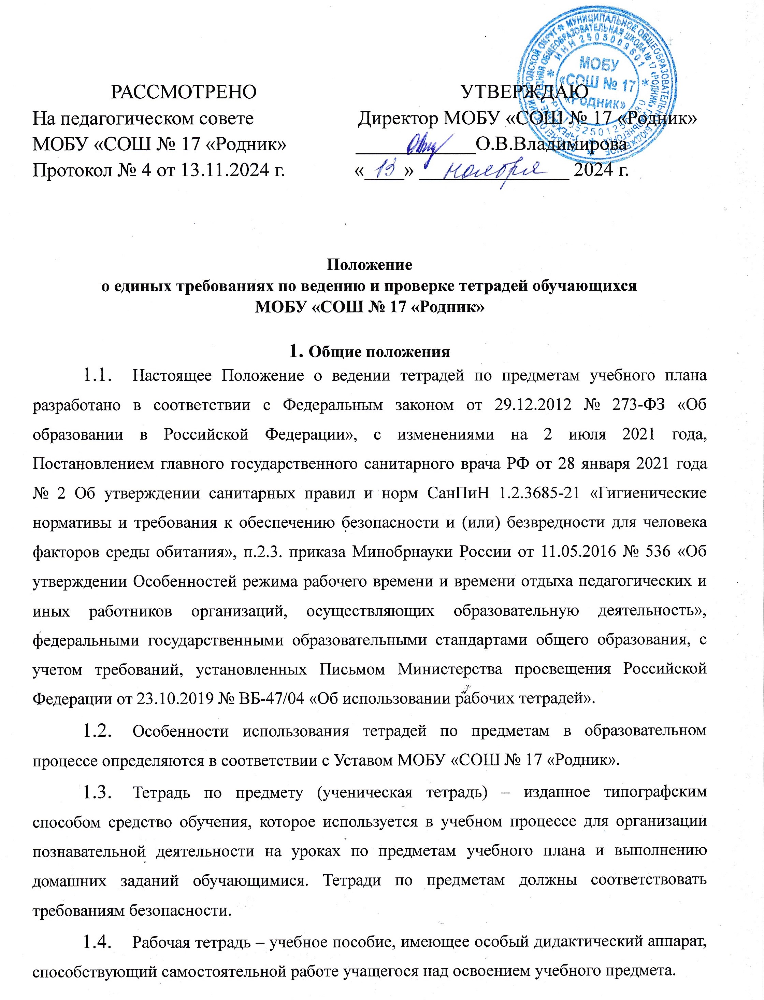 МОБУ
«СОШ № 17
«Родник»
ИНН 2505009601
РАССМОТРЕНО
УТВЕРЖДАЮ
На педагогическом совете
Директор МОБУ «СОШ № 17 «Родник»
МОБУ «СОШ № 17 «Родник»
____________О.В.Владимирова
Протокол № 4 от 13.11.2024 г.
«13» ноября 2024 г.
Положение
о единых требованиях по ведению и проверке тетрадей обучающихся
МОБУ «СОШ № 17 «Родник»
1. Общие положения
1.1. Настоящее Положение о ведении тетрадей по предметам учебного плана
разработано в соответствии с Федеральным законом от 29.12.2012 № 273-ФЗ «Об
образовании в Российской Федерации», с изменениями на 2 июля 2021 года,
Постановлением главного государственного санитарного врача РФ от 28 января 2021 года
№ 2 Об утверждении санитарных правил и норм СанПиН 1.2.3685-21 «Гигиенические
нормативы и требования к обеспечению безопасности и (или) безвредности для человека
факторов среды обитания», п.2.3. приказа Минобрнауки России от 11.05.2016 № 536 «Об
утверждении Особенностей режима рабочего времени и времени отдыха педагогических и
иных работников организаций, осуществляющих образовательную деятельность»,
федеральными государственными образовательными стандартами общего образования, с
учетом требований, установленных Письмом Министерства просвещения Российской
Федерации от 23.10.2019 № ВБ-47/04 «Об использовании рабочих тетрадей».
1.2. Особенности использования тетрадей по предметам в образовательном
процессе определяются в соответствии с Уставом МОБУ «СОШ № 17 «Родник».
1.3. Тетрадь по предмету (ученическая тетрадь) – изданное типографским
способом средство обучения, которое используется в учебном процессе для организации
познавательной деятельности на уроках по предметам учебного плана и выполнению
домашних заданий обучающимися. Тетради по предметам должны соответствовать
требованиям безопасности.
1.4. Рабочая тетрадь – учебное пособие, имеющее особый дидактический аппарат,
способствующий самостоятельной работе учащегося над освоением учебного предмета.